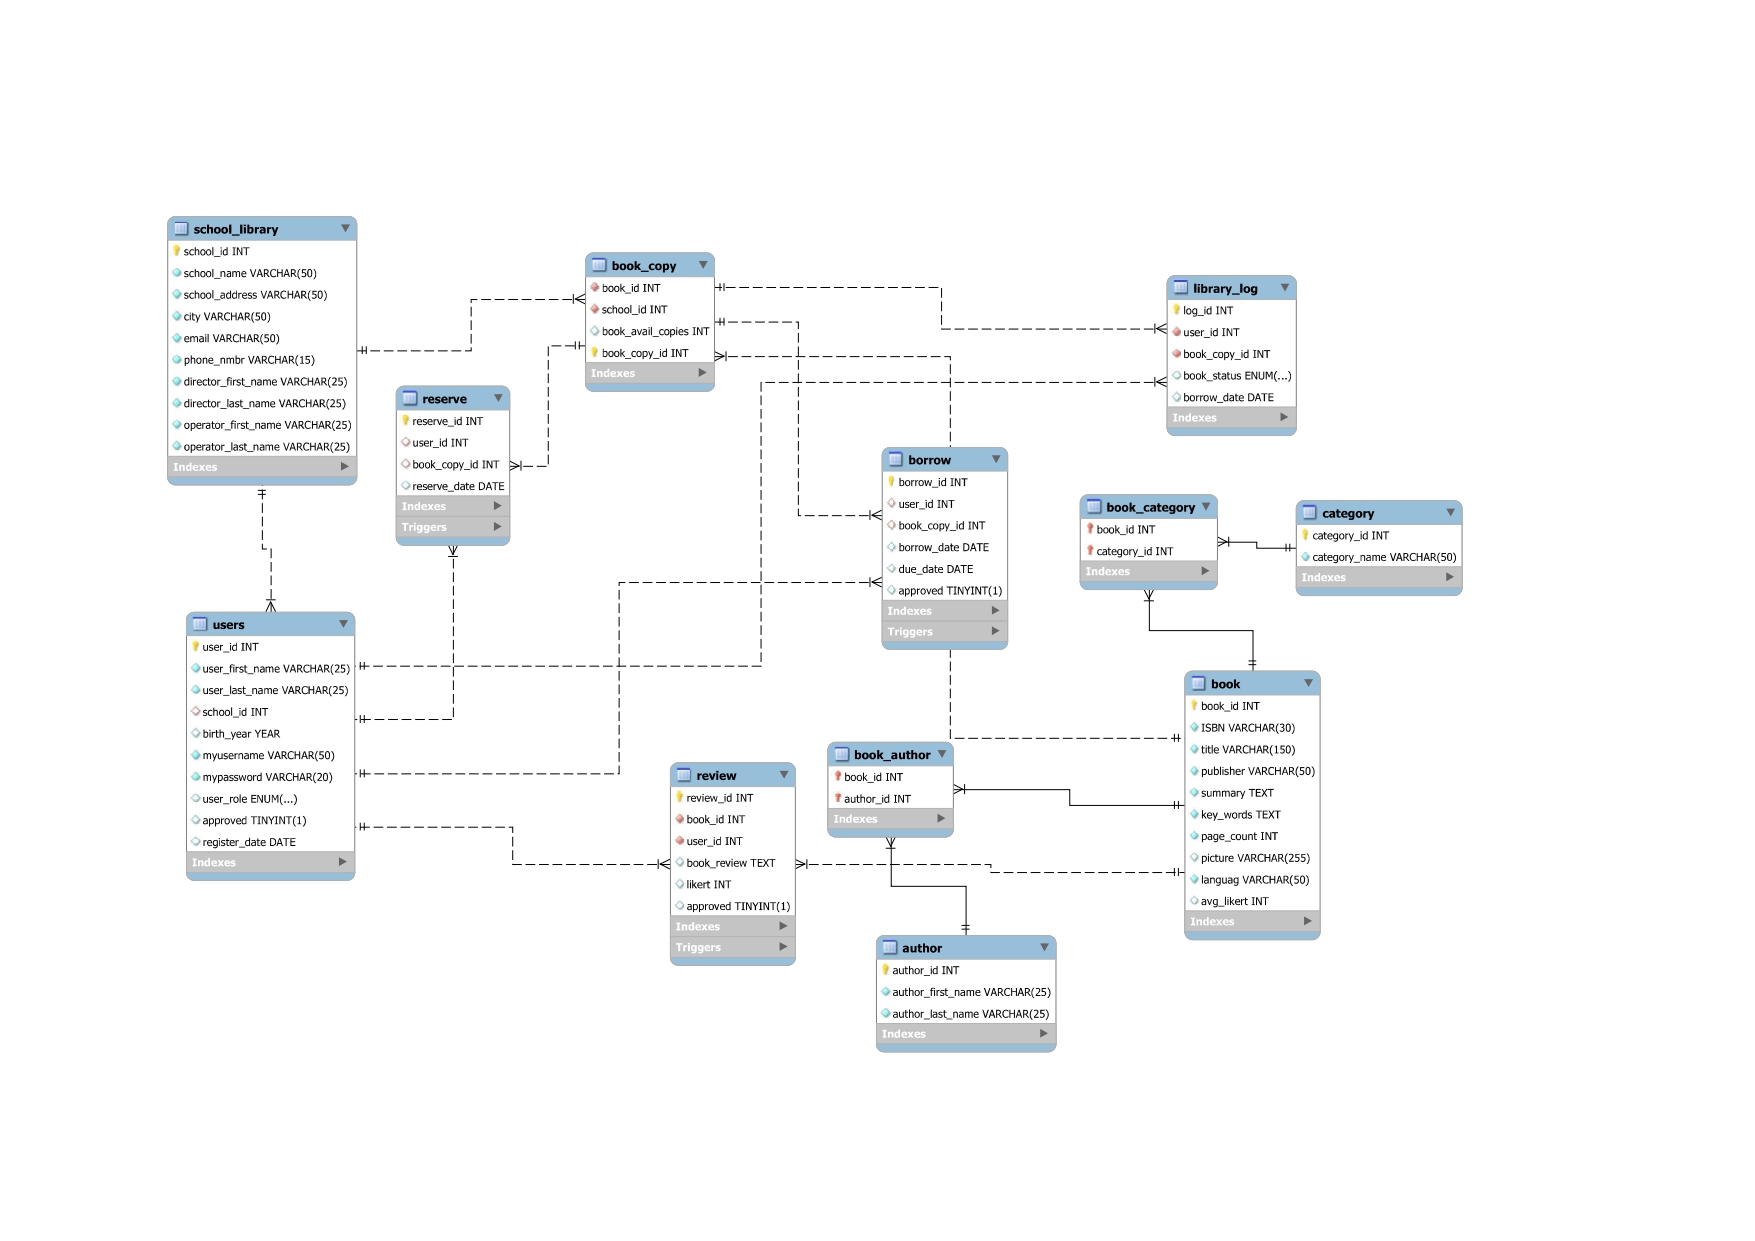 school_library
school_id INT
school_name VARCHAR(50)
school_address VARCHAR(50)
city VARCHAR(50)
email VARCHAR(50)
phone_nmbr VARCHAR(15)
director_first_name VARCHAR(25)
director_last_name VARCHAR(25)
operator_first_name VARCHAR(25)
operator_last_name VARCHAR(25)
Indexes
book_copy
book_id INT
school_id INT
book_avail_copies INT
book_copy_id INT
Indexes
library_log
log_id INT
user_id INT
book_copy_id INT
book_status ENUM(...)
borrow_date DATE
Indexes
reserve
reserve_id INT
user_id INT
book_copy_id INT
reserve_date DATE
Indexes
Triggers
borrow
borrow_id INT
user_id INT
book_copy_id INT
borrow_date DATE
due_date DATE
approved TINYINT(1)
Indexes
Triggers
book_category
book_id INT
category_id INT
Indexes
category
category_id INT
category_name VARCHAR(50)
Indexes
users
user_id INT
user_first_name VARCHAR(25)
user_last_name VARCHAR(25)
school_id INT
birth_year YEAR
myusername VARCHAR(50)
mypassword VARCHAR(20)
user_role ENUM(...)
approved TINYINT(1)
register_date DATE
Indexes
book
book_id INT
ISBN VARCHAR(30)
title VARCHAR(150)
publisher VARCHAR(50)
summary TEXT
key_words TEXT
page_count INT
picture VARCHAR(255)
languag VARCHAR(50)
avg_likert INT
Indexes
book_author
book_id INT
author_id INT
Indexes
review
review_id INT
book_id INT
user_id INT
book_review TEXT
likert INT
approved TINYINT(1)
Indexes
Triggers
author
author_id INT
author_first_name VARCHAR(25)
author_last_name VARCHAR(25)
Indexes